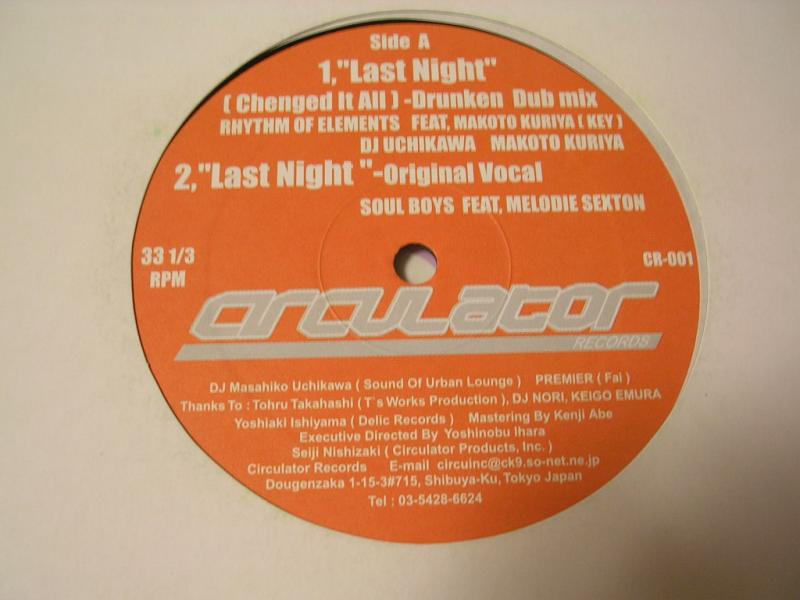 Side A
1,"Last Night"
( Chenged It All ) -Drunken Dub mix
RHYTHM OF ELEMENTS FEAT, MAKOTO KURIYA ( KEY )
DJ UCHIKAWA MAKOTO KURIYA
2,"Last Night "-Original Vocal
SOUL BOYS FEAT, MELODIE SEXTON
33 1/3
RPM
CR-001
circulator
RECORDS
DJ Masahiko Uchikawa ( Sound Of Urban Lounge ) PREMIER ( Fai )
Thanks To : Tohru Takahashi ( T`s Works Production ), DJ NORI, KEIGO EMURA
Yoshiaki Ishiyama ( Delic Records ) Mastering By Kenji Abe
Executive Directed By Yoshinobu Ihara
Seiji Nishizaki ( Circulator Products, Inc. )
Circulator Records E-mail circuinc@ck9.so-net.ne.jp
Dougenzaka 1-15-3#715, Shibuya-Ku, Tokyo Japan
Tel : 03-5428-6624